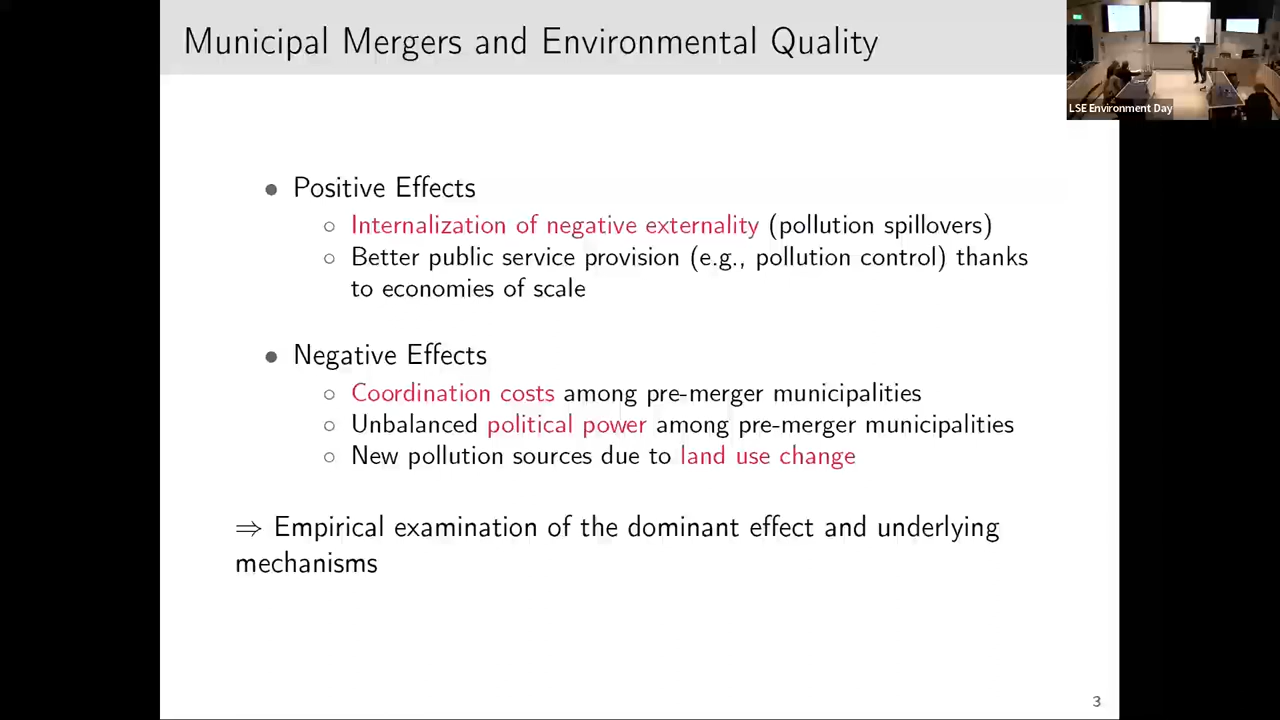 Municipal Mergers and Environmental Quality
LSE Environment Day
• Positive Effects
◦ Internalization of negative externality (pollution spillovers)
◦ Better public service provision (e.g., pollution control) thanks
to economies of scale
• Negative Effects
◦ Coordination costs among pre-merger municipalities
◦ Unbalanced political power among pre-merger municipalities
◦ New pollution sources due to land use change
⇒ Empirical examination of the dominant effect and underlying
mechanisms
3